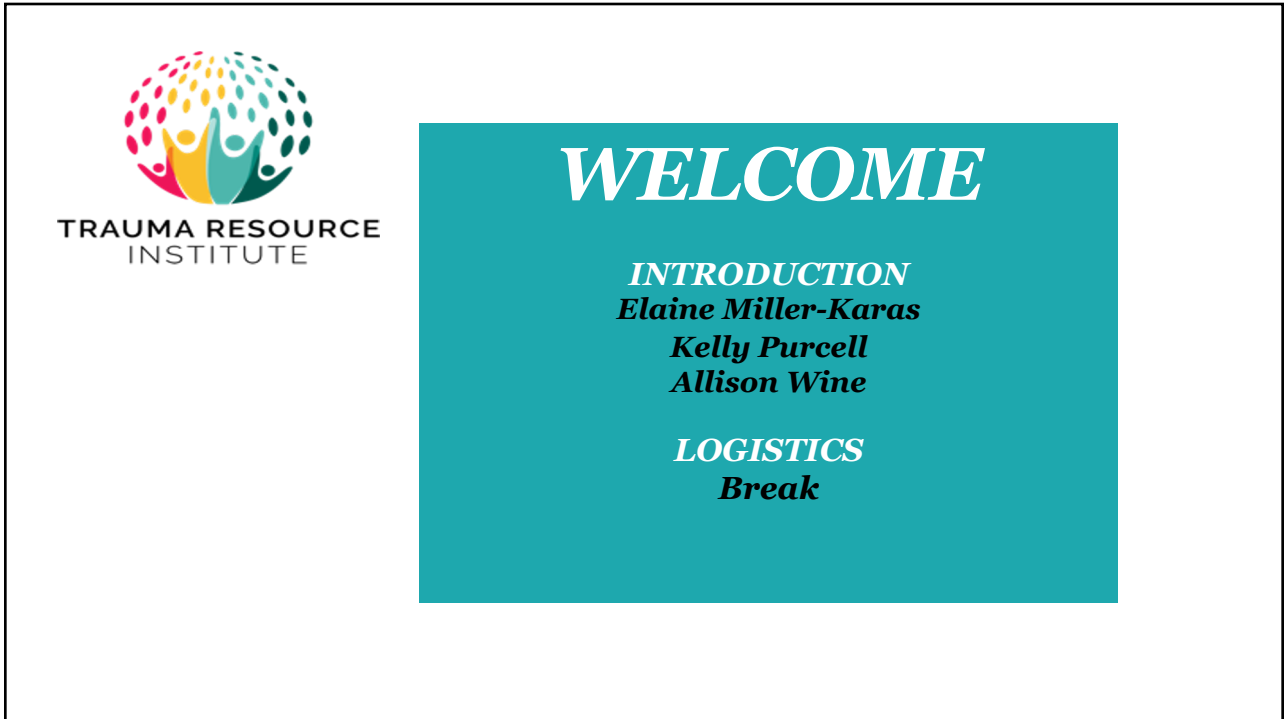 TRAUMA RESOURCE
INSTITUTE
WELCOME
INTRODUCTION
Elaine Miller-Karas
Kelly Purcell
Allison Wine
LOGISTICS
Break